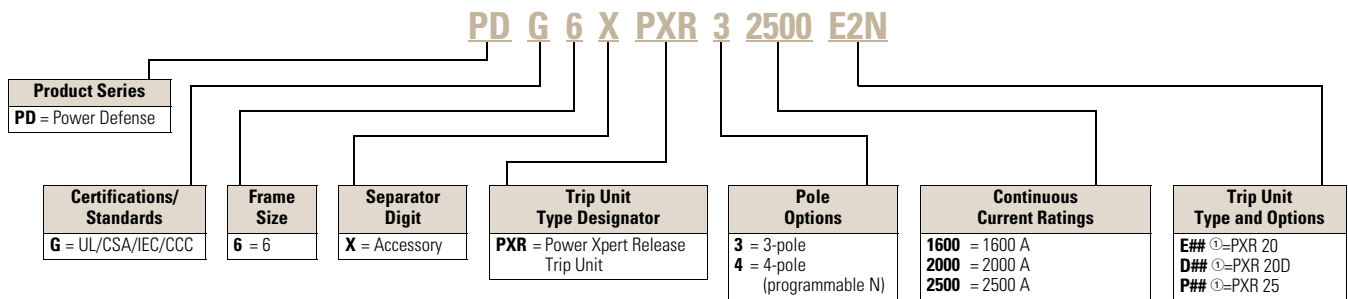 PD G 6 X PXR 3 2500 E2N
Product Series
PD = Power Defense
Certifications/
Standards
G = UL/CSA/IEC/CCC
Frame
Size
6 = 6
Separator
Digit
X = Accessory
Trip Unit
Type Designator
PXR = Power Xpert Release
Trip Unit
Pole
Options
3 = 3-pole
4 = 4-pole
(programmable N)
Continuous
Current Ratings
1600 = 1600 A
2000 = 2000 A
2500 = 2500 A
Trip Unit
Type and Options
E## ①=PXR 20
D## ①=PXR 20D
P## ①=PXR 25